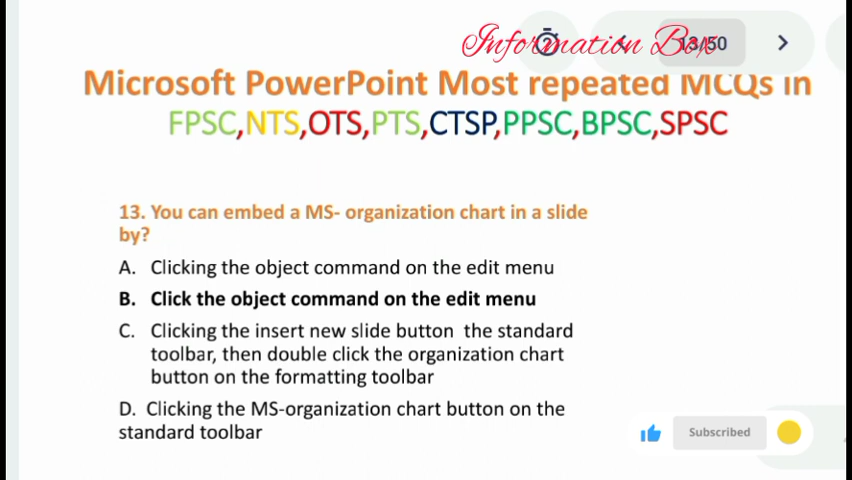 Information Box
13/50
Microsoft PowerPoint Most repeated MCQs in
FPSC,NTS,OTS,PTS,CTSP,PPSC,BPSC,SPSC
13. You can embed a MS- organization chart in a slide
by?
A. Clicking the object command on the edit menu
B. Click the object command on the edit menu
C. Clicking the insert new slide button the standard
toolbar, then double click the organization chart
button on the formatting toolbar
D. Clicking the MS-organization chart button on the
standard toolbar
Subscribed